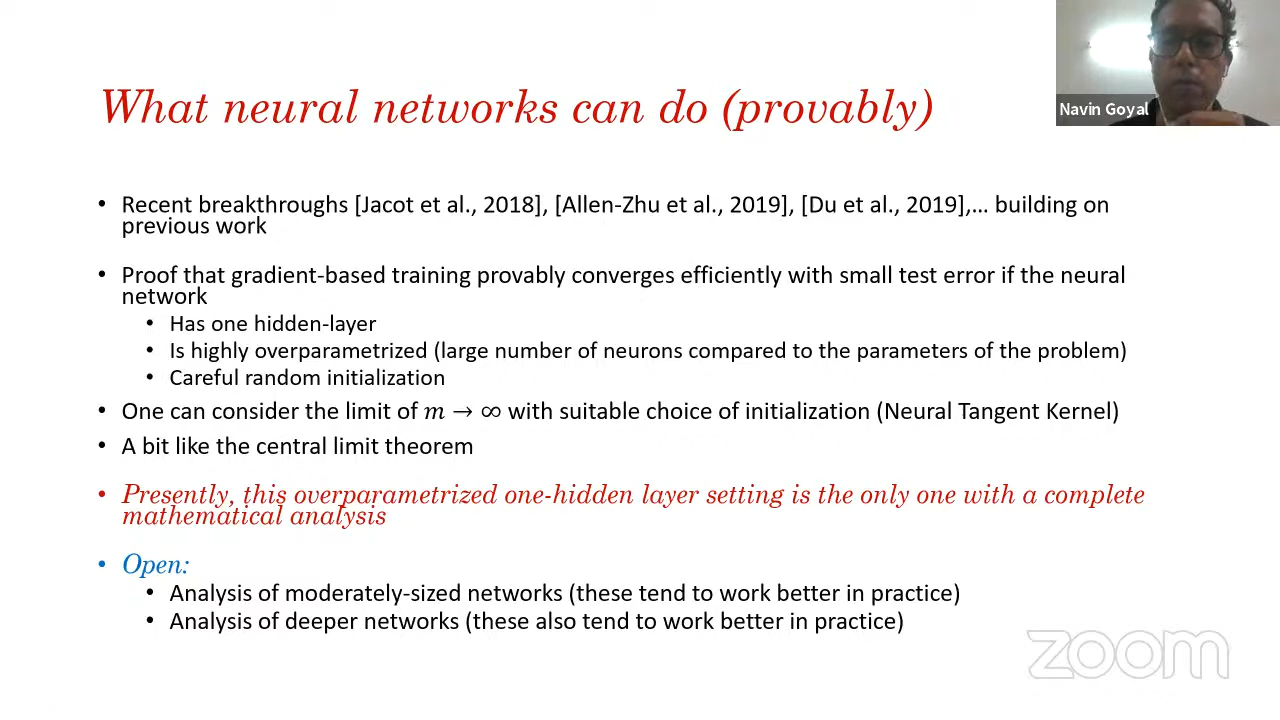 What neural networks can do (provably)
Navin Goyal
• Recent breakthroughs [Jacot et al., 2018], [Allen-Zhu et al., 2019], [Du et al., 2019],... building on
previous work
• Proof that gradient-based training provably converges efficiently with small test error if the neural
network
• Has one hidden-layer
• Is highly overparametrized (large number of neurons compared to the parameters of the problem)
• Careful random initialization
• One can consider the limit of m → ∞ with suitable choice of initialization (Neural Tangent Kernel)
• A bit like the central limit theorem
• Presently, this overparametrized one-hidden layer setting is the only one with a complete
mathematical analysis
• Open:
• Analysis of moderately-sized networks (these tend to work better in practice)
• Analysis of deeper networks (these also tend to work better in practice)
zoom